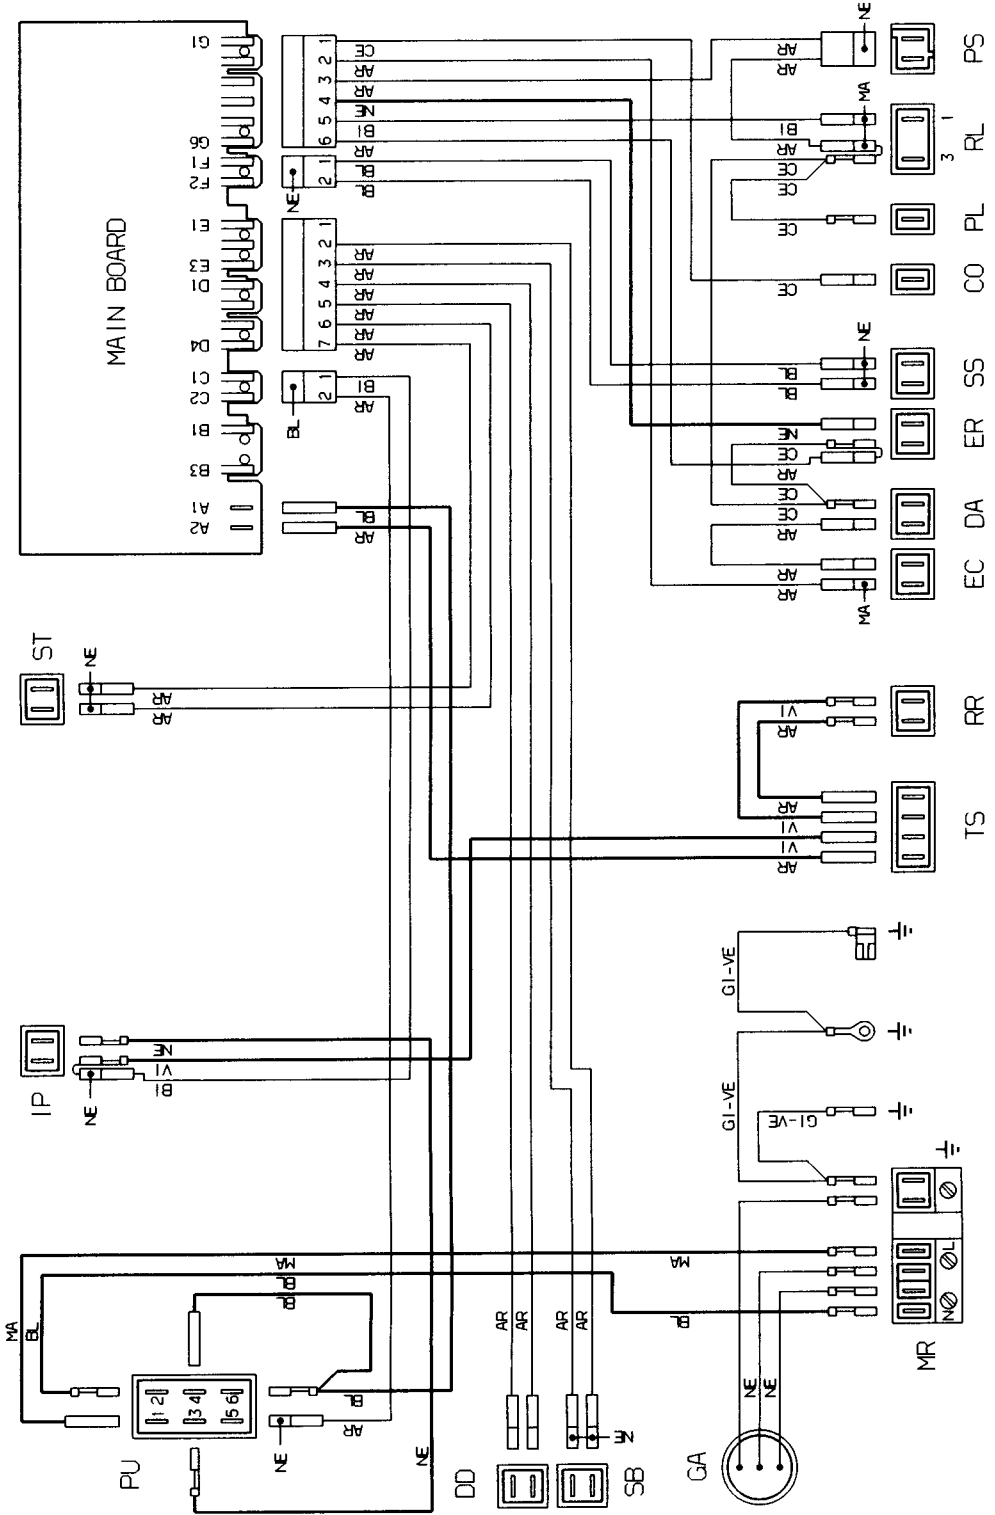 MAIN BOARD
G1
G6
F1
F2
E1
E3
D1
D4
C1
C2
B1
B3
A1
A2
1 CE
2 AR
3 AR
4
5 NE
6 BI
AR
1 BL
2 BL
NE
2 AR
3 AR
4 AR
5 AR
6 AR
7 AR
1 BI
2 AR
BL
BL
AR
NE
AR
AR
PS
MA
BI
AR
CE
CE
1
3
RL
CE
PL
CE
CO
NE
BL
BL
SS
NE
CE
AR
ER
CE
AR
DA
AR
AR
MA
EC
ST
NE
AR
AR
VI
AR
RR
AR
VI
VI
AR
TS
IP
NE
VI
BI
NE
GI-VE
GI-VE
GI-VE
MA
BL
MA
BL
BL
MA
BL
L
N
MR
PU
1 2
3 4
5 6
BL
AR
NE
NE
AR
AR
AR
AR
DD
SB
NE
NE
NE
GA